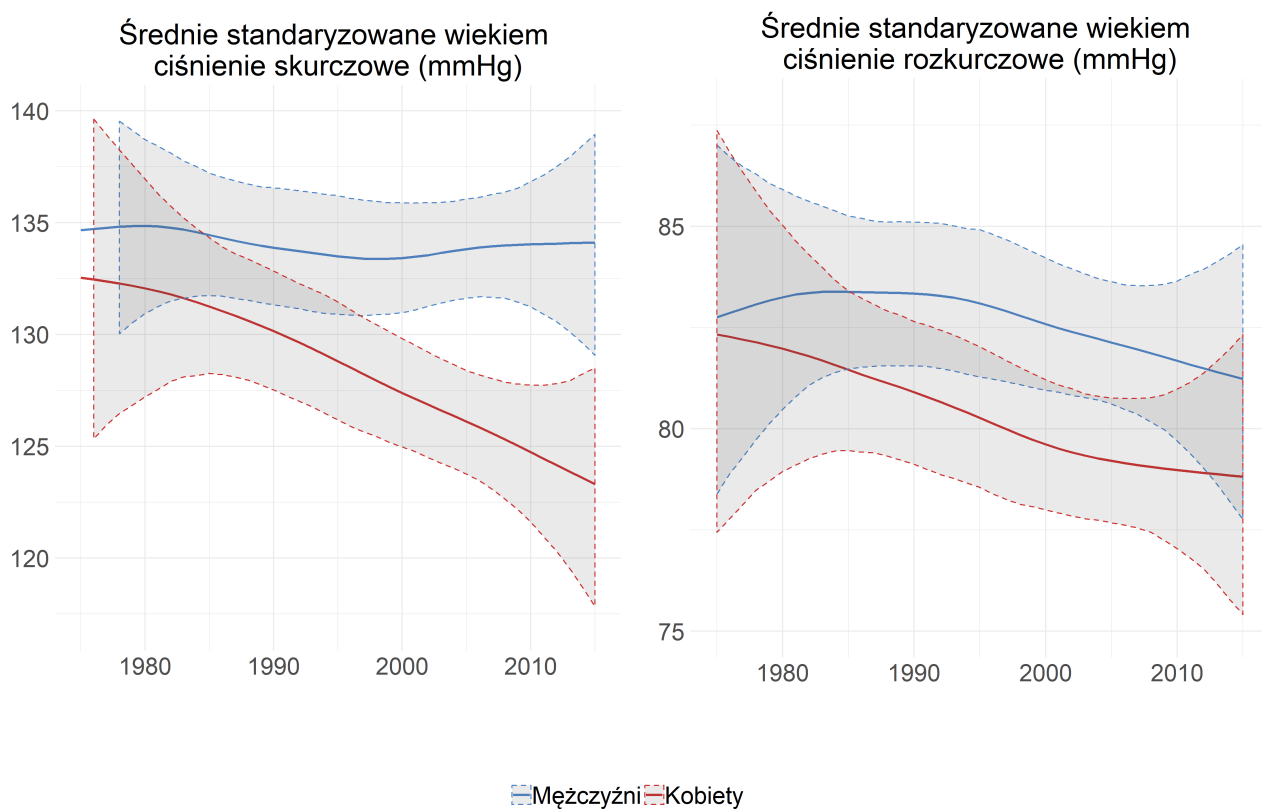 Średnie standaryzowane wiekiem
ciśnienie skurczowe (mmHg)
140
135
130
125
120
1980 1990 2000 2010
Średnie standaryzowane wiekiem
ciśnienie rozkurczowe (mmHg)
85
80
75
1980 1990 2000 2010
Mężczyźni Kobiety